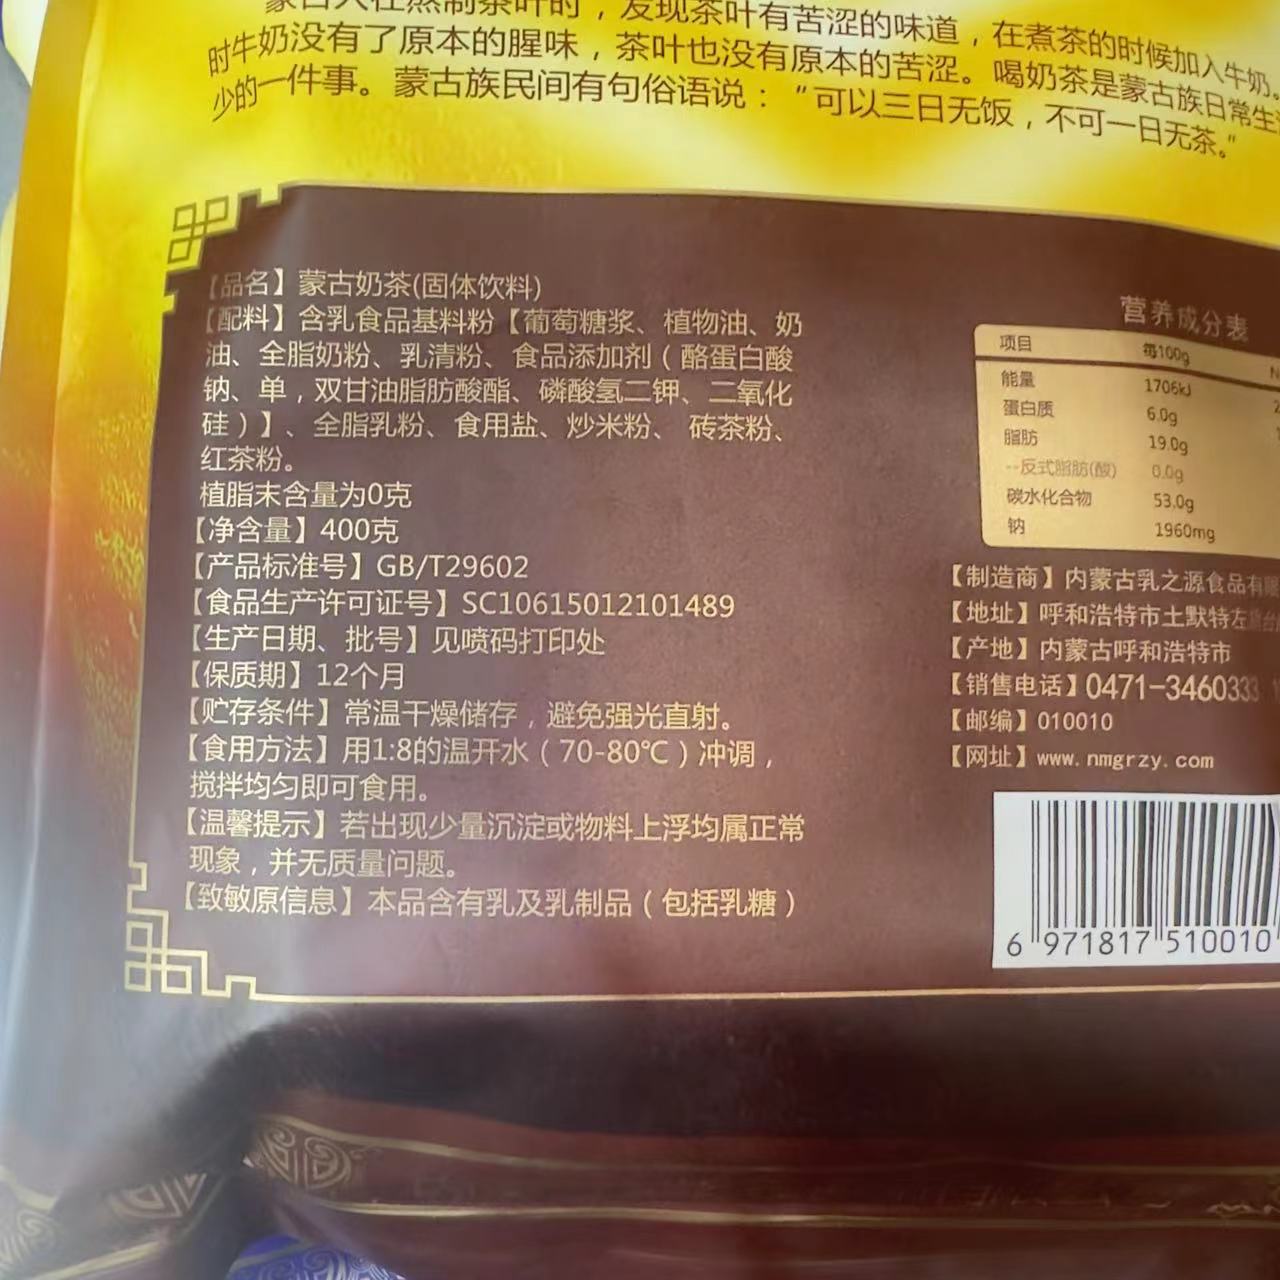 蒙古人在熬制茶叶时，发现茶叶有苦涩的味道，在煮茶的时候加入牛奶。
时牛奶没有了原本的腥味，茶叶也没有原本的苦涩。喝奶茶是蒙古族日常生
少的一件事。蒙古族民间有句俗语说：“可以三日无饭，不可一日无茶。”
【品名】蒙古奶茶(固体饮料)
【配料】含乳食品基料粉【葡萄糖浆、植物油、奶
油、全脂奶粉、乳清粉、食品添加剂（酪蛋白酸
钠、单，双甘油脂肪酸酯、磷酸氢二钾、二氧化
硅）】、全脂乳粉、食用盐、炒米粉、砖茶粉、
红茶粉。
植脂末含量为0克
【净含量】400克
【产品标准号】GB/T29602
【食品生产许可证号】SC10615012101489
【生产日期、批号】见喷码打印处
【保质期】12个月
【贮存条件】常温干燥储存，避免强光直射。
【食用方法】用1:8的温开水（70-80℃）冲调，
搅拌均匀即可食用。
【温馨提示】若出现少量沉淀或物料上浮均属正常
现象，并无质量问题。
【致敏原信息】本品含有乳及乳制品（包括乳糖）
营养成分表
项目 每100g
能量 1706kJ
蛋白质 6.0g
脂肪 19.0g
--反式脂肪(酸) 0.0g
碳水化合物 53.0g
钠 1960mg
【制造商】内蒙古乳之源食品有限
【地址】呼和浩特市土默特左旗台
【产地】内蒙古呼和浩特市
【销售电话】0471-3460333
【邮编】010010
【网址】www.nmgrzy.com
6 971817 510010